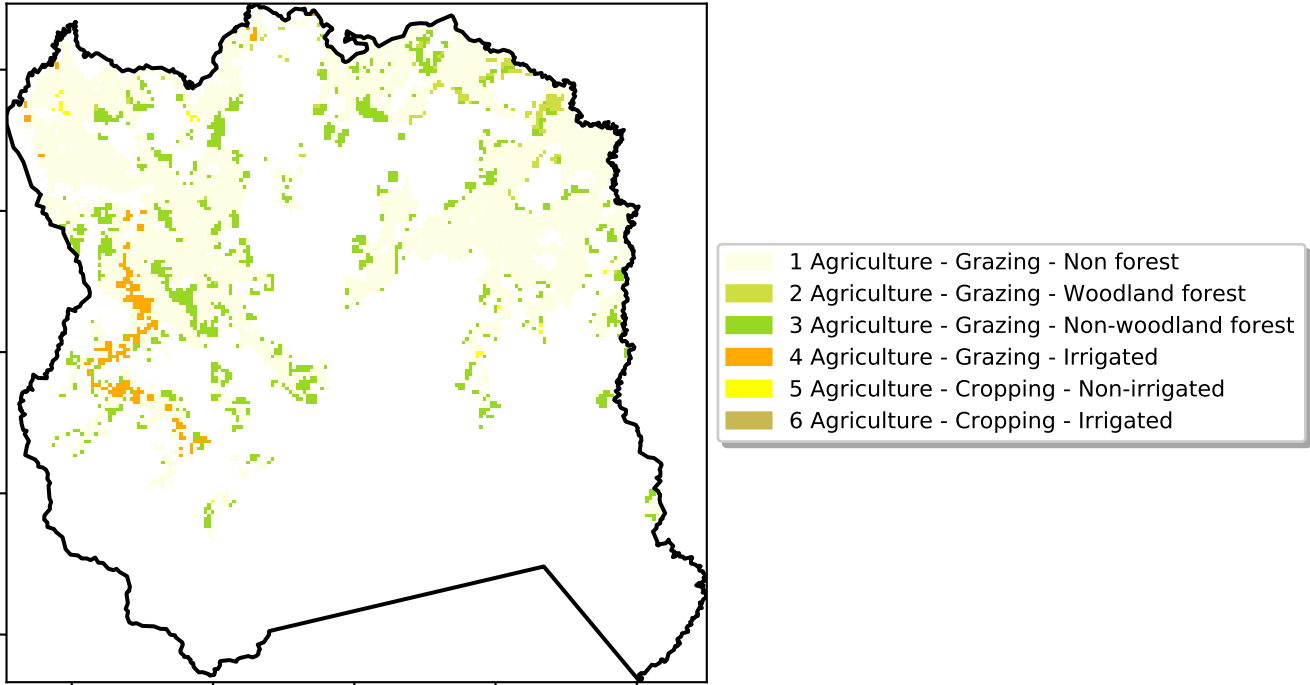 1 Agriculture - Grazing - Non forest
2 Agriculture - Grazing - Woodland forest
3 Agriculture - Grazing - Non-woodland forest
4 Agriculture - Grazing - Irrigated
5 Agriculture - Cropping - Non-irrigated
6 Agriculture - Cropping - Irrigated